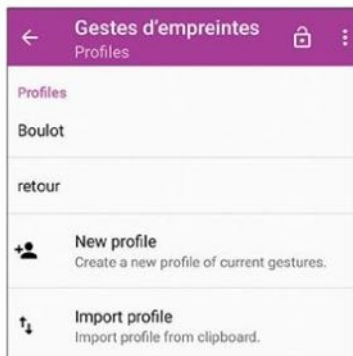 Gestes d'empreintes
Profiles
Profiles
Boulot
retour
New profile
Create a new profile of current gestures.
Import profile
Import profile from clipboard.